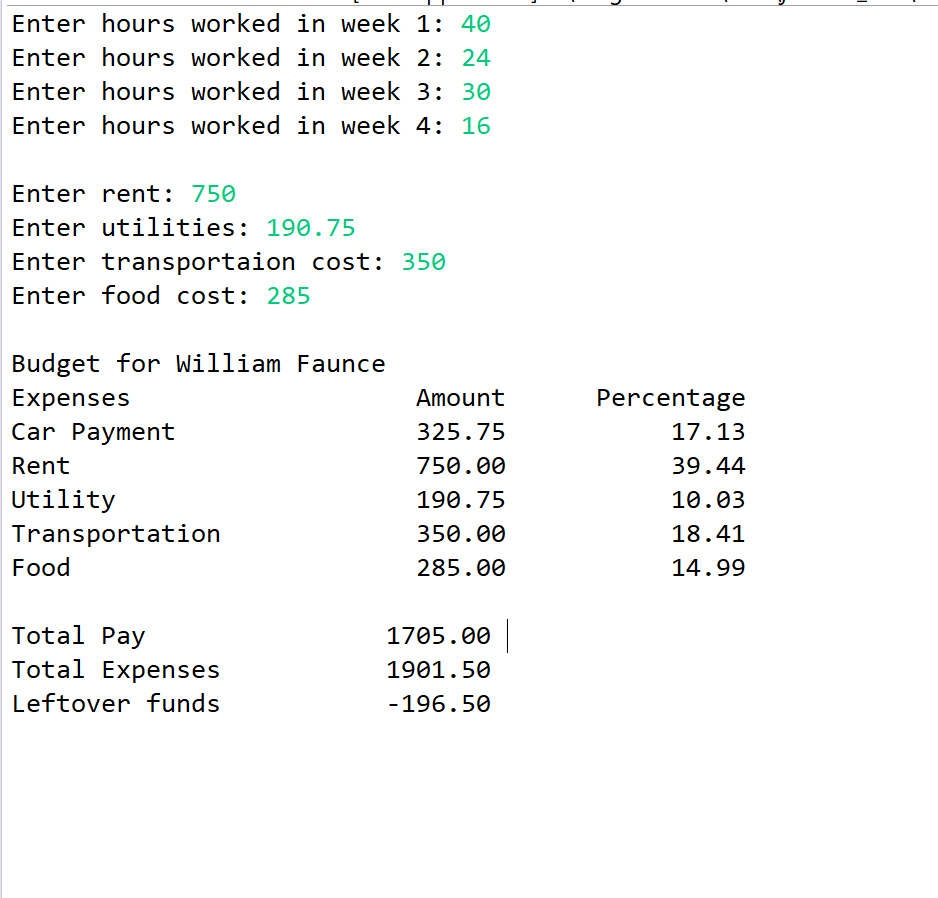 Enter hours worked in week 1: 40
Enter hours worked in week 2: 24
Enter hours worked in week 3: 30
Enter hours worked in week 4: 16
Enter rent: 750
Enter utilities: 190.75
Enter transportaion cost: 350
Enter food cost: 285
Budget for William Faunce
Expenses Amount Percentage
Car Payment 325.75 17.13
Rent 750.00 39.44
Utility 190.75 10.03
Transportation 350.00 18.41
Food 285.00 14.99
Total Pay 1705.00
Total Expenses 1901.50
Leftover funds -196.50